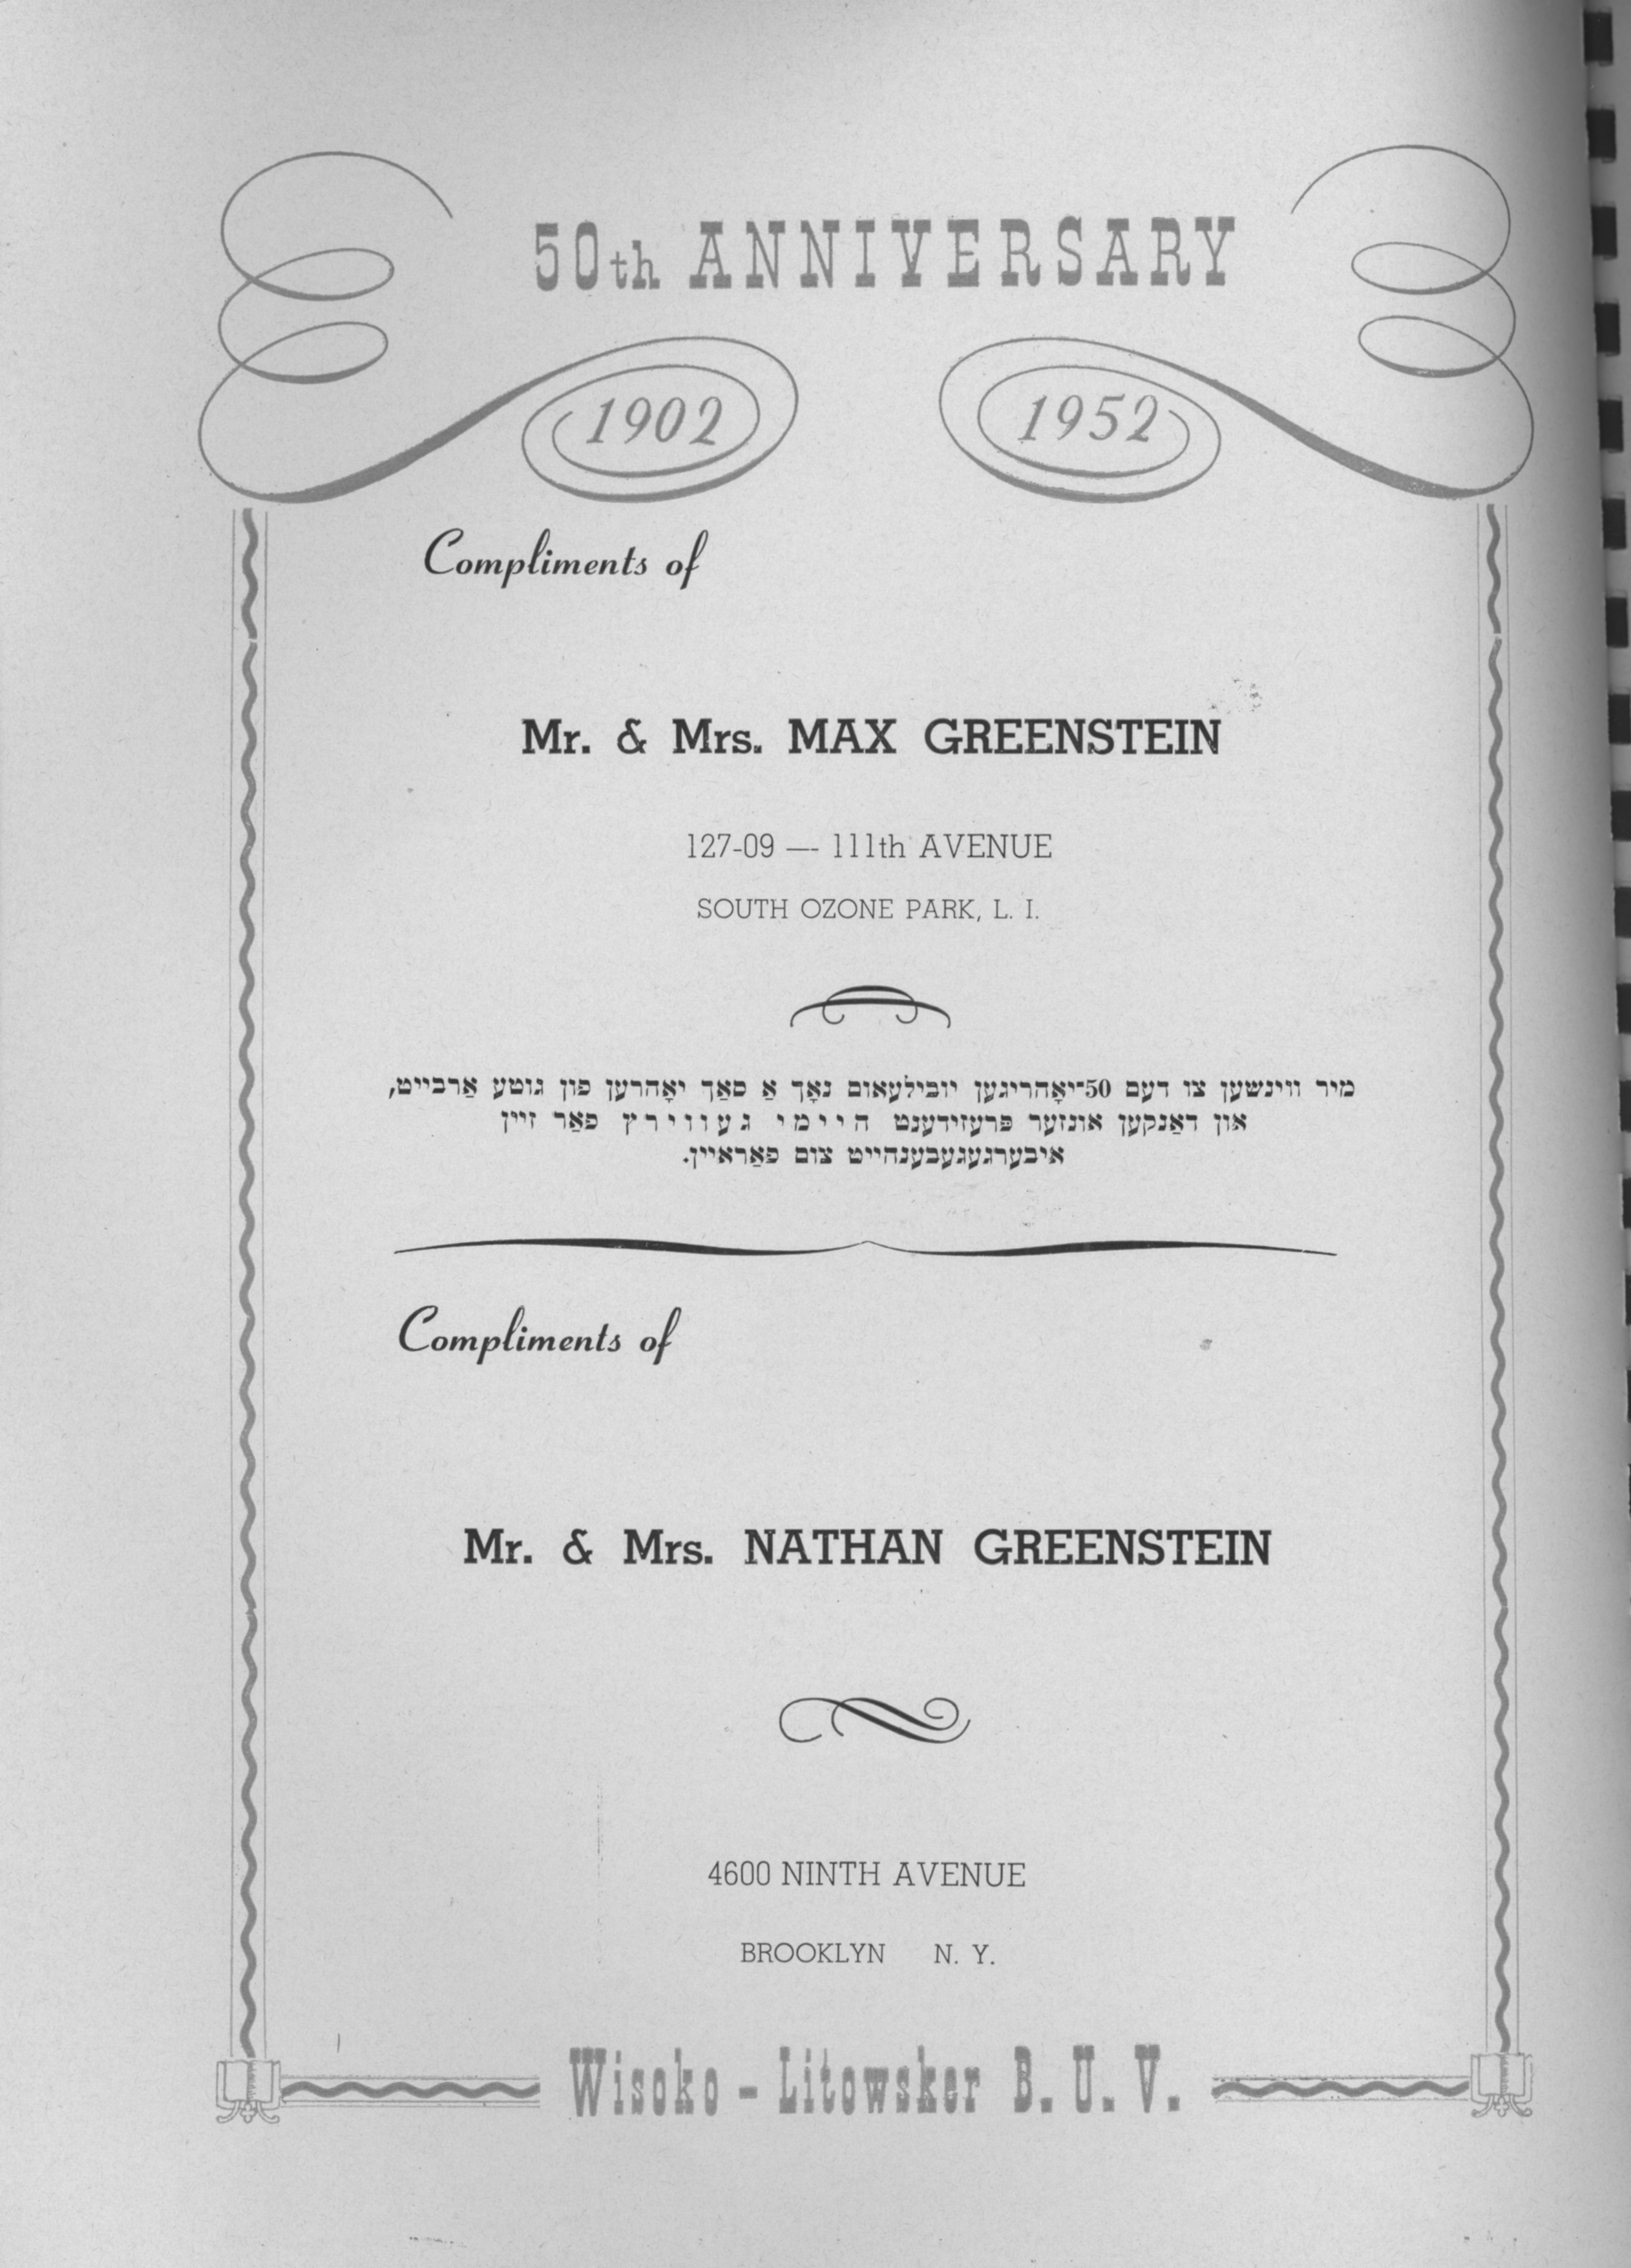 50th ANNIVERSARY
1902 1952
Compliments of
Mr. & Mrs. MAX GREENSTEIN
127-09 — 111th AVENUE
SOUTH OZONE PARK, L. I.
מיר ווינשען צו דעם 50־יאָהריגען יובילעאום נאָך אַ סאַך יאָהרען פון גוטע אַרבייט,
און דאַנקען אונזער פּרעזידענט היימי געווירץ פאַר זיין
איבערגעגעבענהייט צום פאַראיין.
Compliments of
Mr. & Mrs. NATHAN GREENSTEIN
4600 NINTH AVENUE
BROOKLYN N. Y.
Wisoko - Litowsker B. U. V.